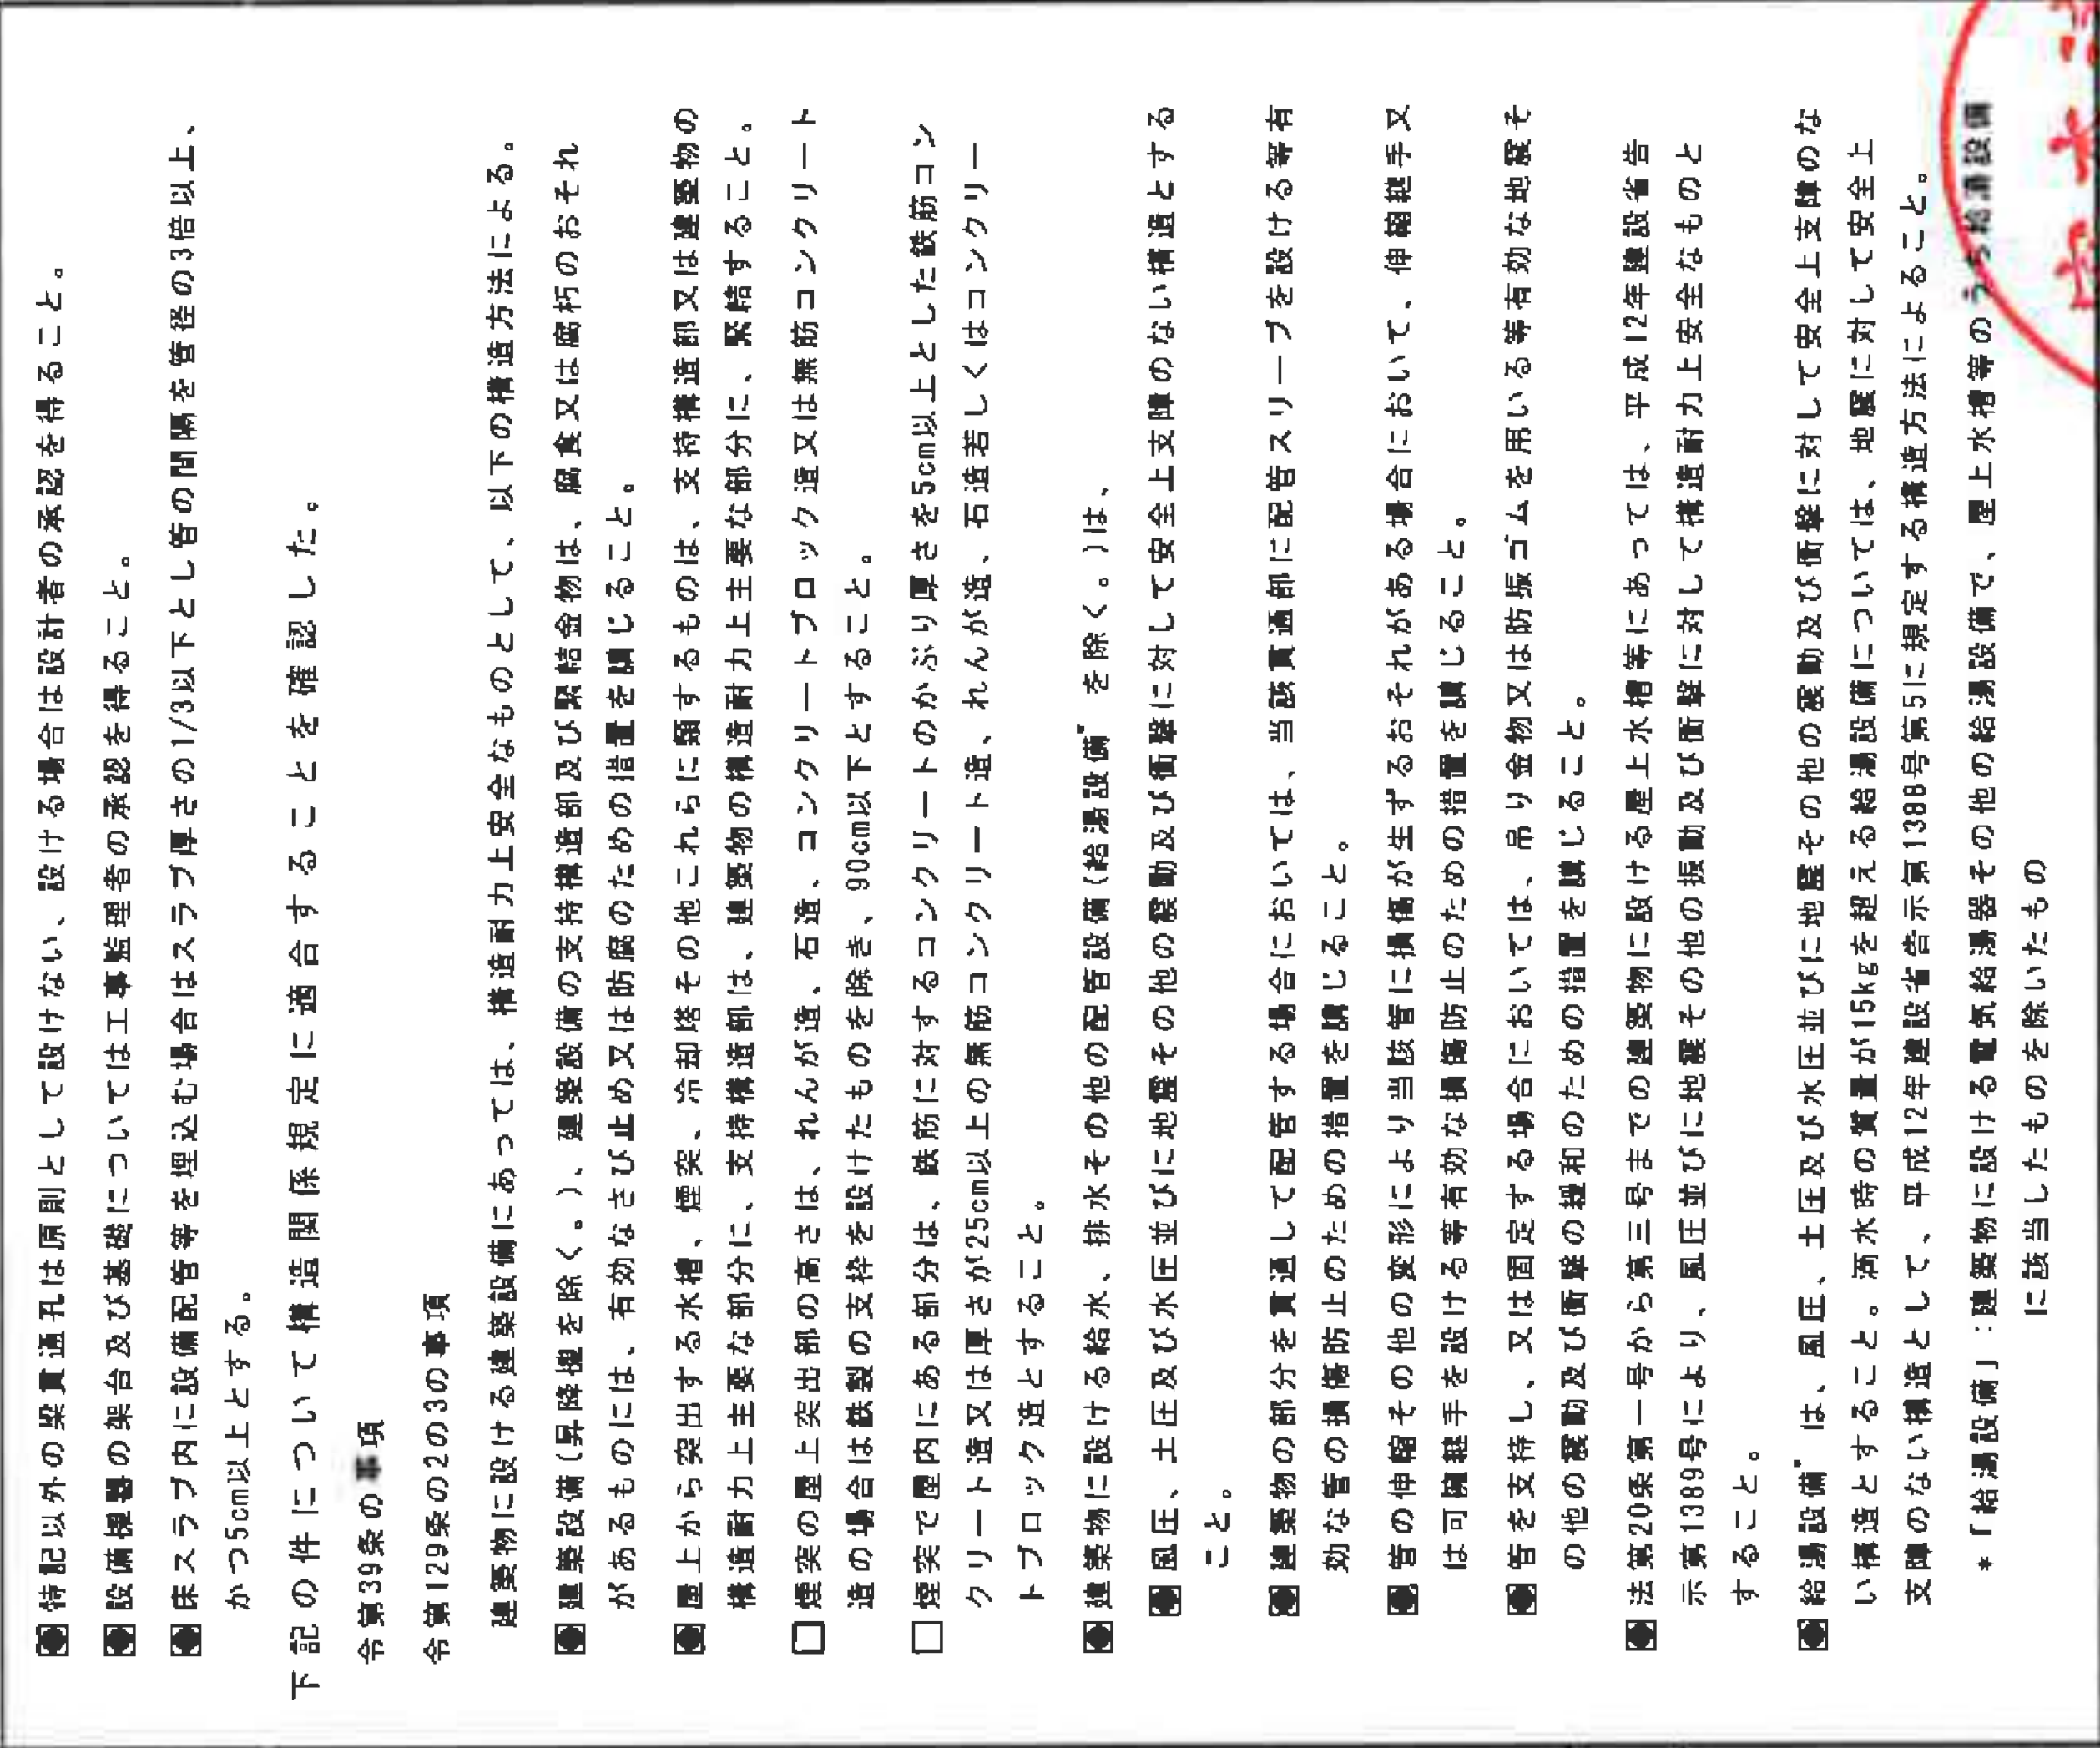 ■ 特記以外の梁貫通孔は原則として設けない、設ける場合は設計者の承認を得ること。
■ 設備機器の架台及び基礎については工事監理者の承認を得ること。
■ 床スラブ内に設備配管等を埋込む場合はスラブ厚さの1/3以下とし管の間隔を管径の3倍以上、
かつ5cm以上とする。
下記の件について構造関係規定に適合することを確認した。
令第39条の事項
令第129条の2の3の事項
建築物に設ける建築設備にあっては、構造耐力上安全なものとして、以下の構造方法による。
■ 建築設備(昇降機を除く。)、建築設備の支持構造部及び緊結金物は、腐食又は腐朽のおそれ
があるものには、有効なさび止め又は防腐のための措置を講じること。
■ 屋上から突出する水槽、煙突、冷却塔その他これらに類するものは、支持構造部又は建築物の
構造耐力上主要な部分に、支持構造部は、建築物の構造耐力上主要な部分に、緊結すること。
□ 煙突の屋上突出部の高さは、れんが造、石造、コンクリートブロック造又は無筋コンクリート
造の場合は鉄製の支枠を設けたものを除き、90cm以下とすること。
□ 煙突で屋内にある部分は、鉄筋に対するコンクリートのかぶり厚さを5cm以上とした鉄筋コン
クリート造又は厚さが25cm以上の無筋コンクリート造、れんが造、石造若しくはコンクリー
トブロック造とすること。
■ 建築物に設ける給水、排水その他の配管設備(給湯設備* を除く。)は、
■ 風圧、土圧及び水圧並びに地震その他の震動及び衝撃に対して安全上支障のない構造とする
こと。
■ 建築物の部分を貫通して配管する場合においては、当該貫通部に配管スリーブを設ける等有
効な管の損傷防止のための措置を講じること。
■ 管の伸縮その他の変形により当該管に損傷が生ずるおそれがある場合において、伸縮継手又
は可撓継手を設ける等有効な損傷防止のための措置を講じること。
■ 管を支持し、又は固定する場合においては、吊り金物又は防振ゴムを用いる等有効な地震そ
の他の震動及び衝撃の緩和のための措置を講じること。
■ 法第20条第一号から第三号までの建築物に設ける屋上水槽等にあっては、平成12年建設省告
示第1389号により、風圧並びに地震その他の振動及び衝撃に対して構造耐力上安全なものと
すること。
■ 給湯設備* は、風圧、土圧及び水圧並びに地震その他の震動及び衝撃に対して安全上支障のな
い構造とすること。満水時の質量が15kgを超える給湯設備については、地震に対して安全上
支障のない構造として、平成12年建設省告示第1388号第5に規定する構造方法によること。
*「給湯設備」:建築物に設ける電気給湯器その他の給湯設備で、屋上水槽等のうち給湯設備
に該当したものを除いたもの